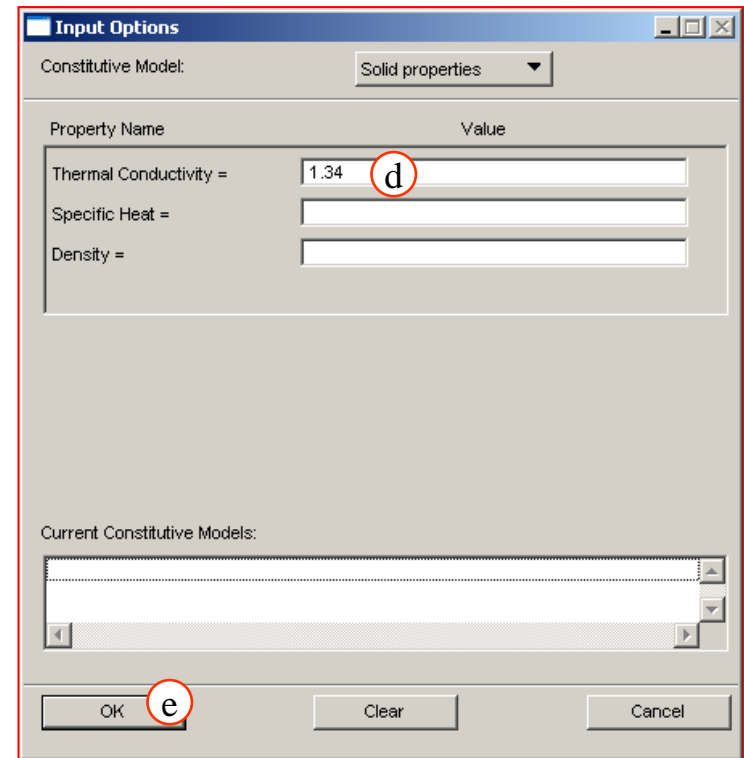 Input Options
Constitutive Model: Solid properties
Property Name Value
Thermal Conductivity = 1.34 d
Specific Heat =
Density =
Current Constitutive Models:
OK e Clear Cancel